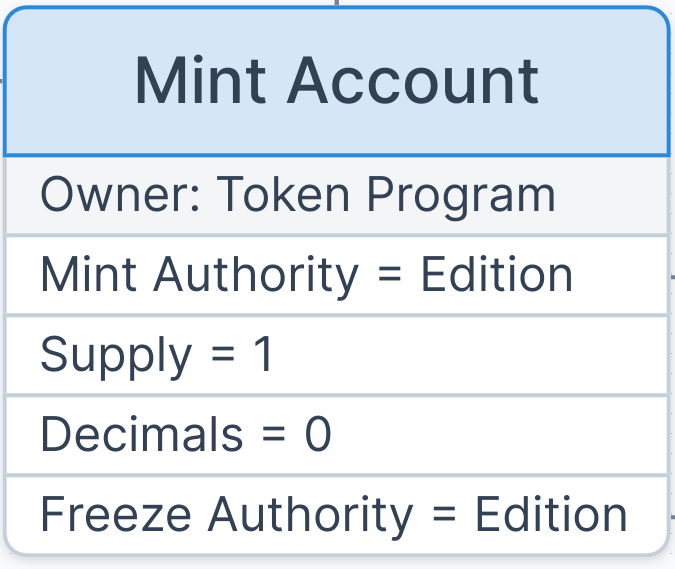 Mint Account
Owner: Token Program
Mint Authority = Edition
Supply = 1
Decimals = 0
Freeze Authority = Edition